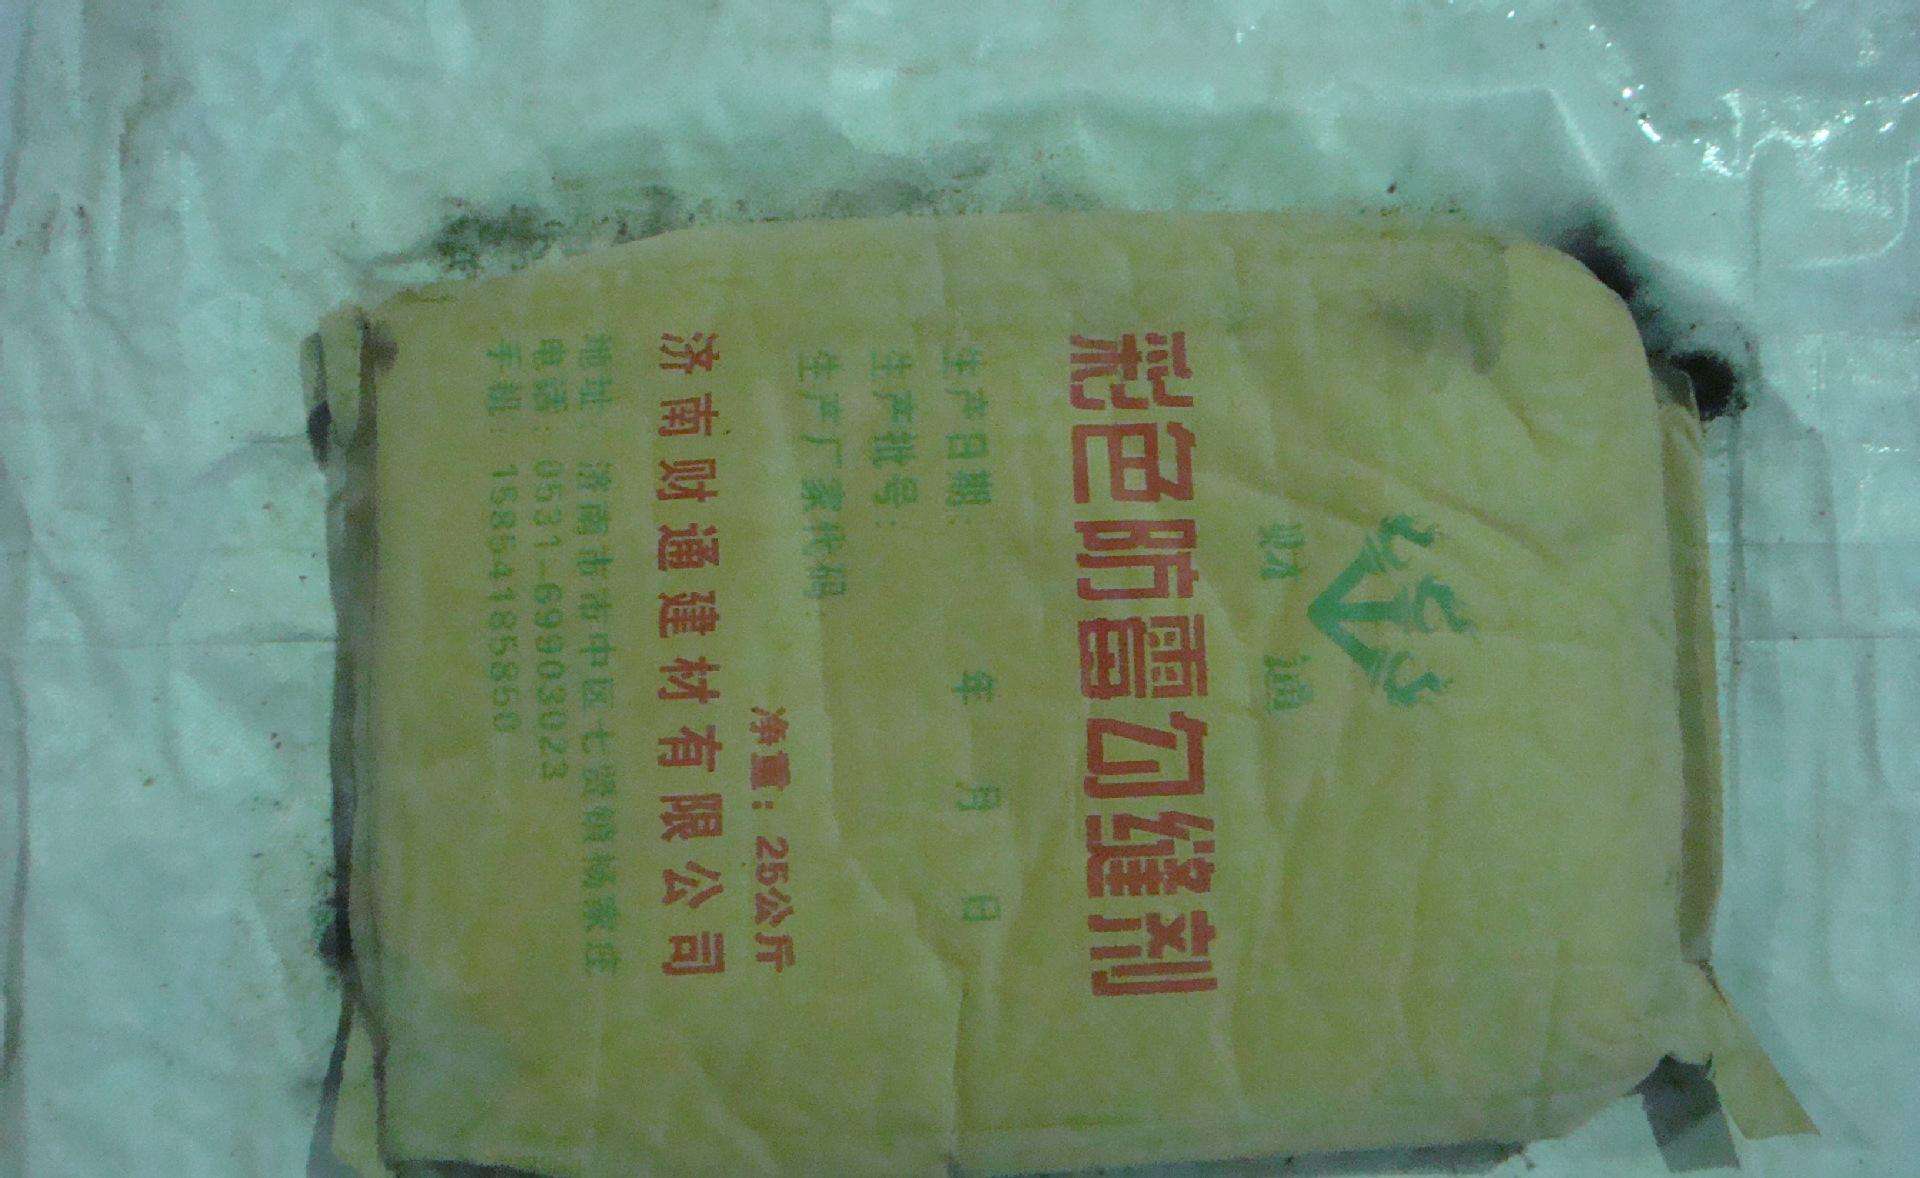 财 通
彩色防霉勾缝剂
生产日期: 年 月 日
生产批号:
生产厂家代码
净重: 25公斤
济南财通建材有限公司
地址: 济南市市中区七贤镇杨家庄
电话: 0531-69903023
手机: 15854185850